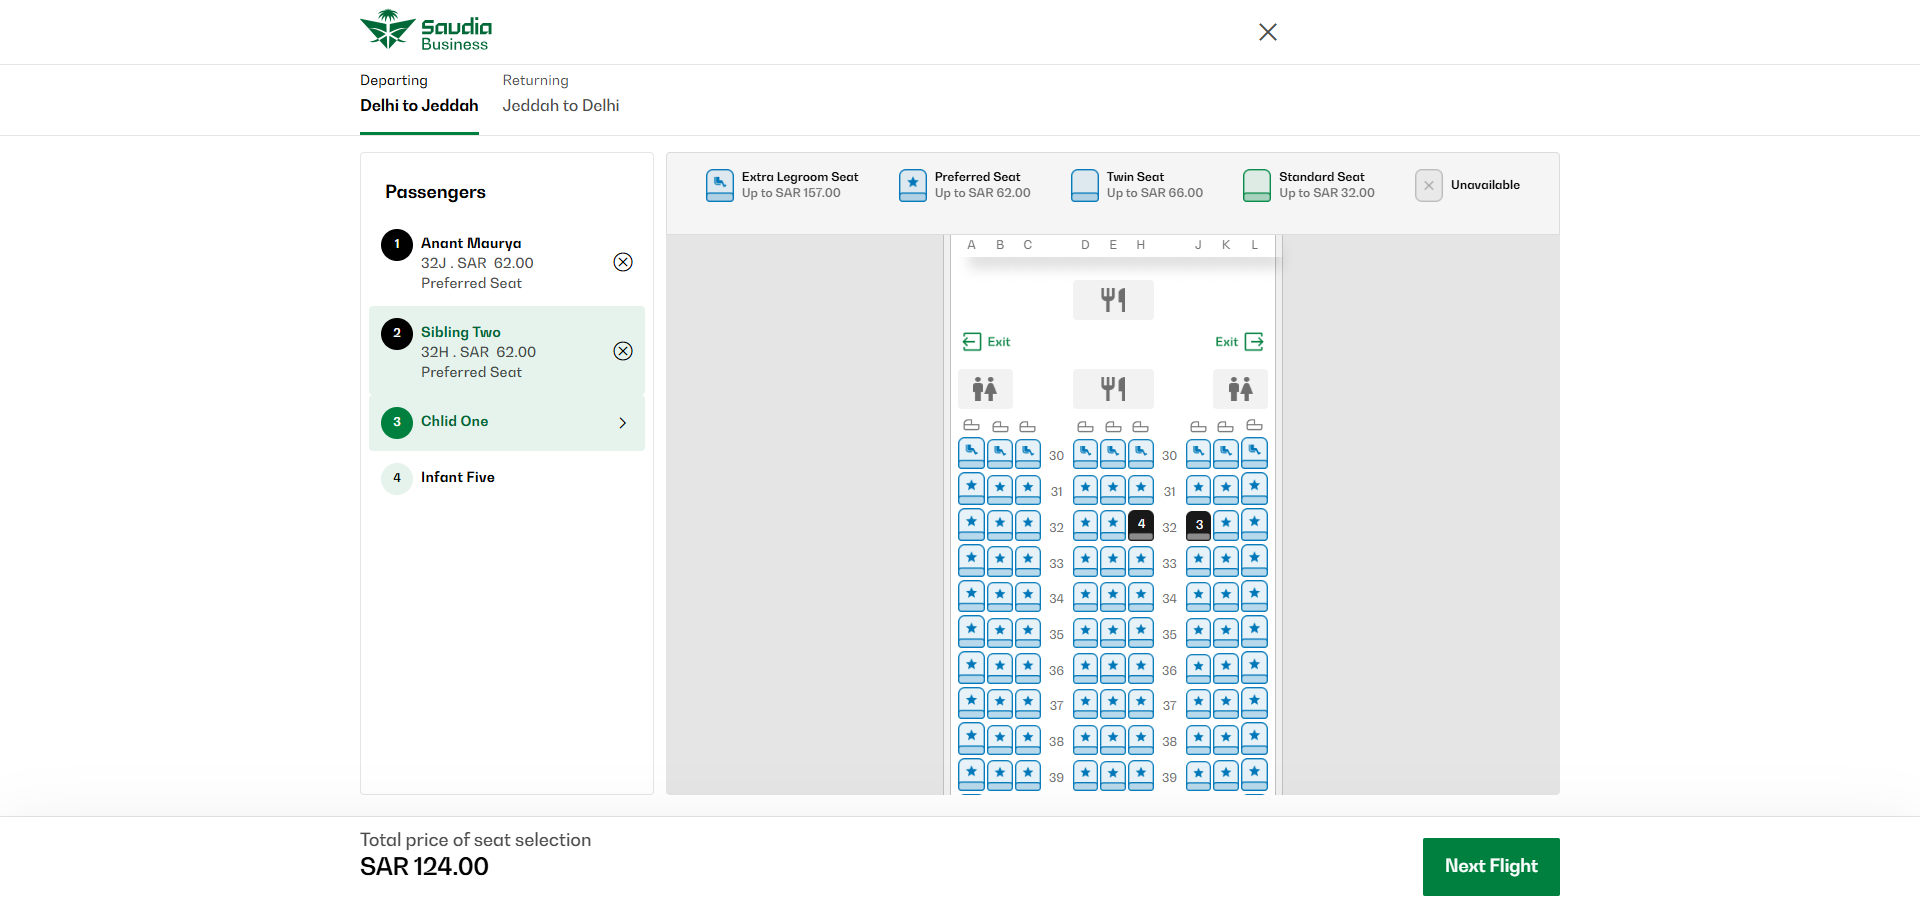 Saudia
Business
Departing
Delhi to Jeddah
Returning
Jeddah to Delhi
Passengers
1
Anant Maurya
32J . SAR 62.00
Preferred Seat
2
Sibling Two
32H . SAR 62.00
Preferred Seat
3
Chlid One
4
Infant Five
Extra Legroom Seat
Up to SAR 157.00
Preferred Seat
Up to SAR 62.00
Twin Seat
Up to SAR 66.00
Standard Seat
Up to SAR 32.00
Unavailable
A B C D E H J K L
Exit
Exit
30 30
31 31
32 4 32 3
33 33
34 34
35 35
36 36
37 37
38 38
39 39
Total price of seat selection
SAR 124.00
Next Flight